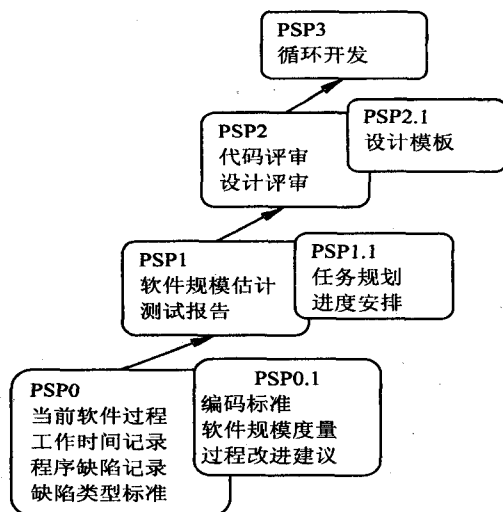 PSP3
循环开发
PSP2
代码评审
设计评审
PSP2.1
设计模板
PSP1
软件规模估计
测试报告
PSP1.1
任务规划
进度安排
PSP0
当前软件过程
工作时间记录
程序缺陷记录
缺陷类型标准
PSP0.1
编码标准
软件规模度量
过程改进建议